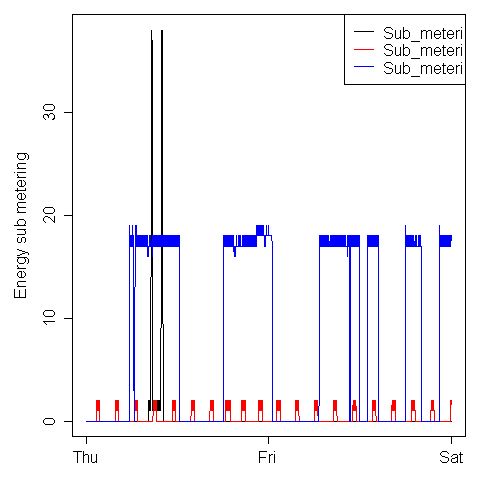 Sub_meteri
Sub_meteri
Sub_meteri
Energy sub metering
30
20
10
0
Thu
Fri
Sat